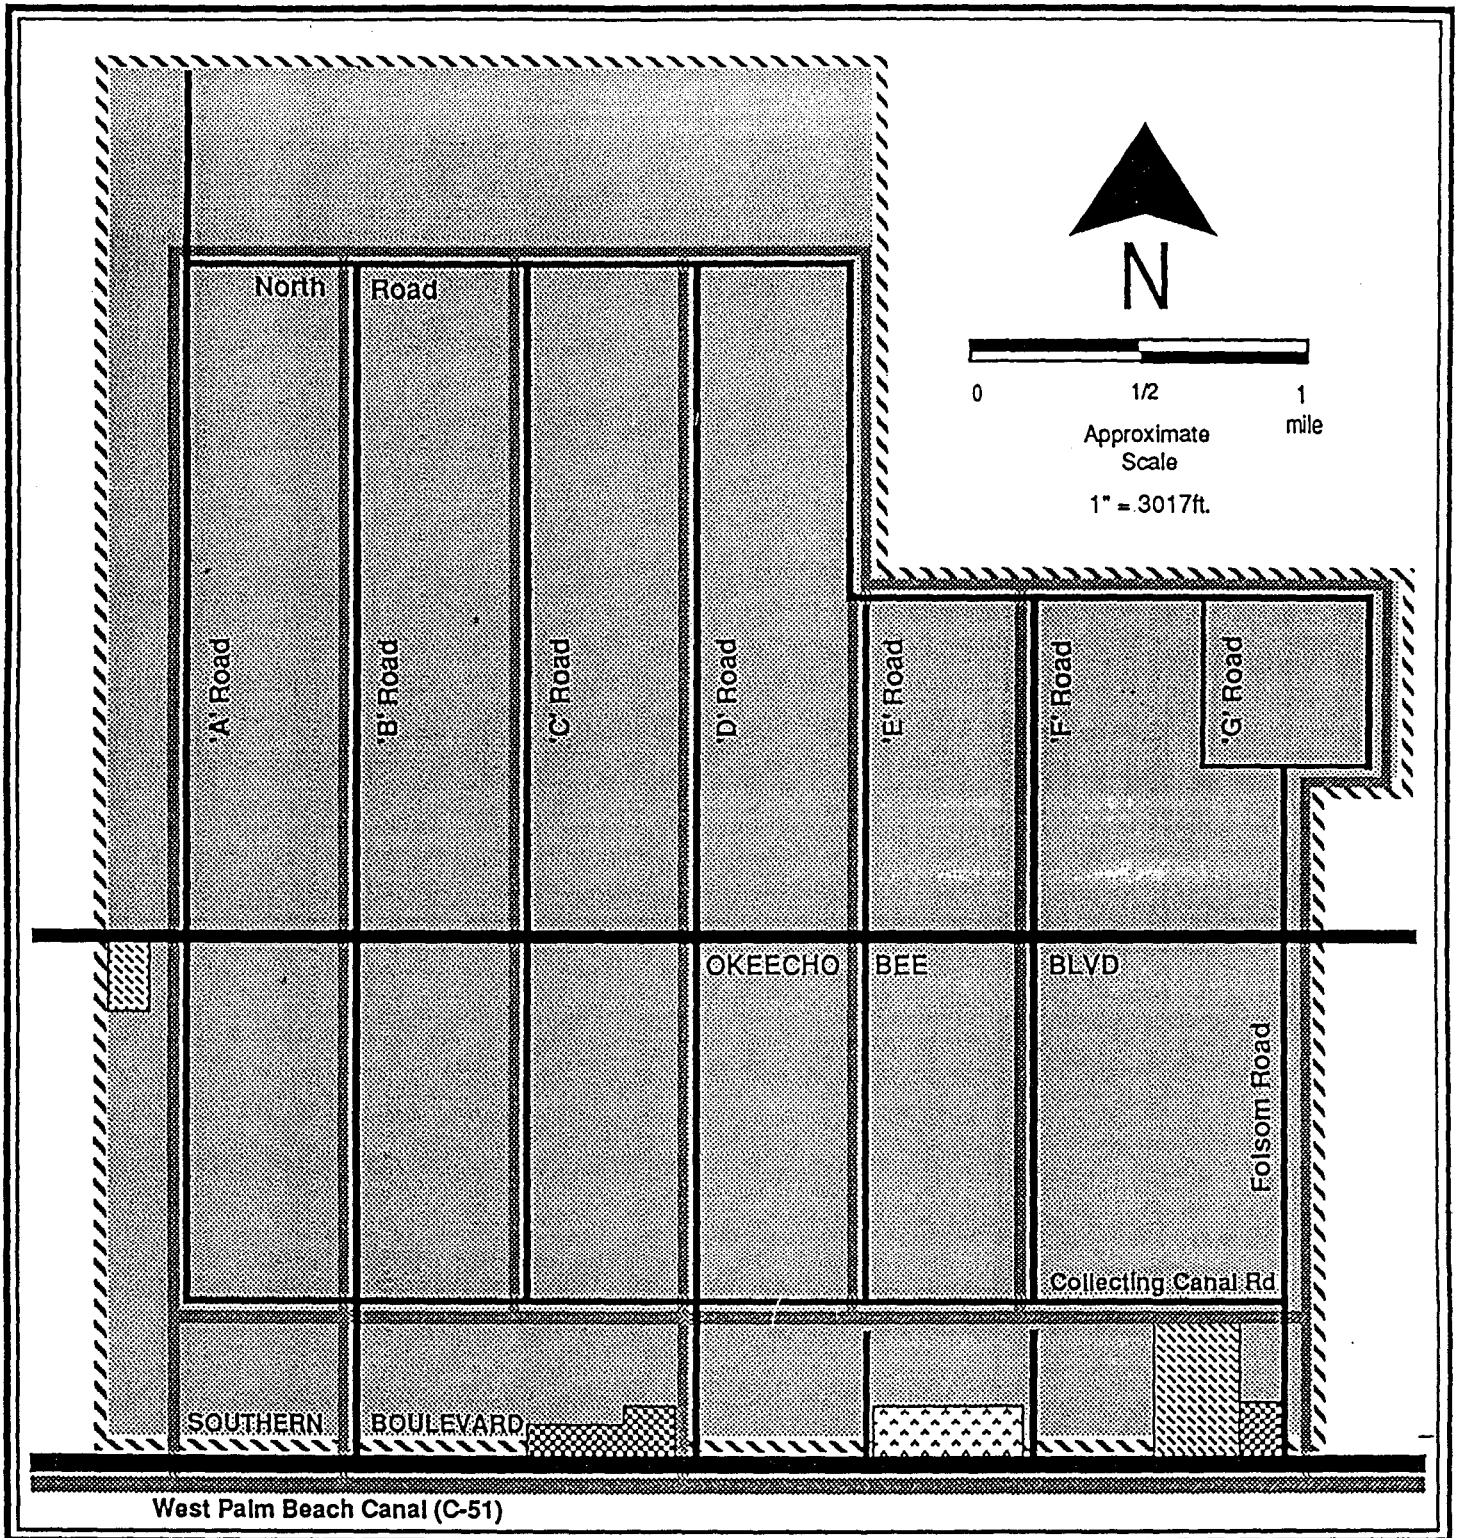 North Road
N
0 1/2 1
mile
Approximate
Scale
1" = 3017ft.
'A' Road
'B' Road
'C' Road
'D' Road
'E' Road
'F' Road
'G' Road
OKEECHO BEE BLVD
Folsom Road
Collecting Canal Rd
SOUTHERN BOULEVARD
West Palm Beach Canal (C-51)